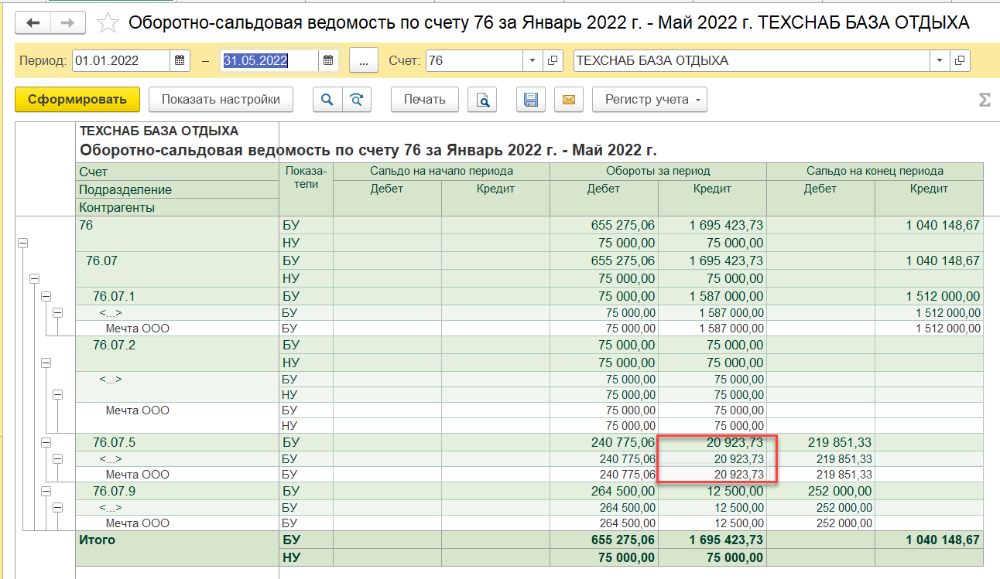 Оборотно-сальдовая ведомость по счету 76 за Январь 2022 г. - Май 2022 г. ТЕХСНАБ БАЗА ОТДЫХА
Период: 01.01.2022 – 31.05.2022 ... Счет: 76 ТЕХСНАБ БАЗА ОТДЫХА
Сформировать Показать настройки Печать Регистр учета Σ
ТЕХСНАБ БАЗА ОТДЫХА
Оборотно-сальдовая ведомость по счету 76 за Январь 2022 г. - Май 2022 г.
Счет Показа- Сальдо на начало периода Обороты за период Сальдо на конец периода
Подразделение тели Дебет Кредит Дебет Кредит Дебет Кредит
Контрагенты
76 БУ 655 275,06 1 695 423,73 1 040 148,67
НУ 75 000,00 75 000,00
76.07 БУ 655 275,06 1 695 423,73 1 040 148,67
НУ 75 000,00 75 000,00
76.07.1 БУ 75 000,00 1 587 000,00 1 512 000,00
<...> БУ 75 000,00 1 587 000,00 1 512 000,00
Мечта ООО БУ 75 000,00 1 587 000,00 1 512 000,00
76.07.2 БУ 75 000,00 75 000,00
НУ 75 000,00 75 000,00
<...> БУ 75 000,00 75 000,00
НУ 75 000,00 75 000,00
Мечта ООО БУ 75 000,00 75 000,00
НУ 75 000,00 75 000,00
76.07.5 БУ 240 775,06 20 923,73 219 851,33
<...> БУ 240 775,06 20 923,73 219 851,33
Мечта ООО БУ 240 775,06 20 923,73 219 851,33
76.07.9 БУ 264 500,00 12 500,00 252 000,00
<...> БУ 264 500,00 12 500,00 252 000,00
Мечта ООО БУ 264 500,00 12 500,00 252 000,00
Итого БУ 655 275,06 1 695 423,73 1 040 148,67
НУ 75 000,00 75 000,00